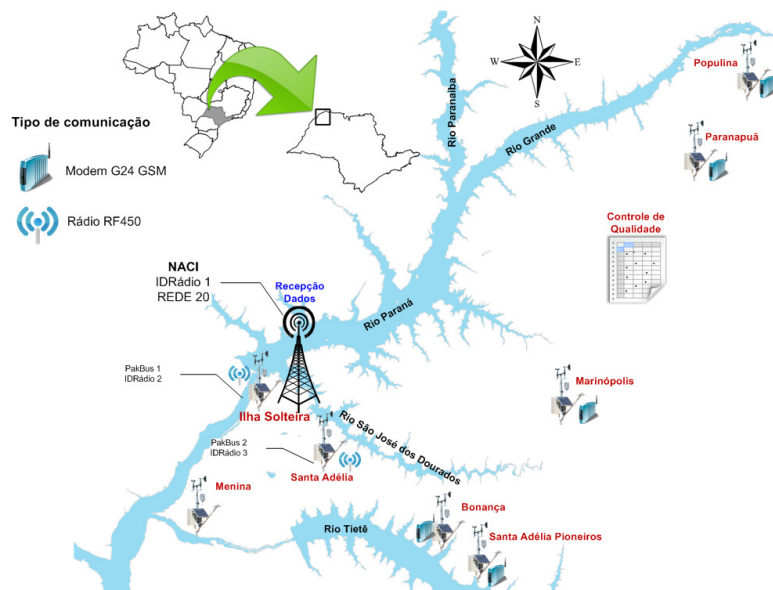 N
W
E
S
Populina
Paranapuã
Rio Paranaíba
Rio Grande
Tipo de comunicação
Modem G24 GSM
Rádio RF450
Controle de
Qualidade
NACI
IDRádio 1
REDE 20
Recepção
Dados
Rio Paraná
PakBus 1
IDRádio 2
Ilha Solteira
Marinópolis
Rio São José dos Dourados
PakBus 2
IDRádio 3
Santa Adélia
Menina
Bonança
Rio Tietê
Santa Adélia Pioneiros